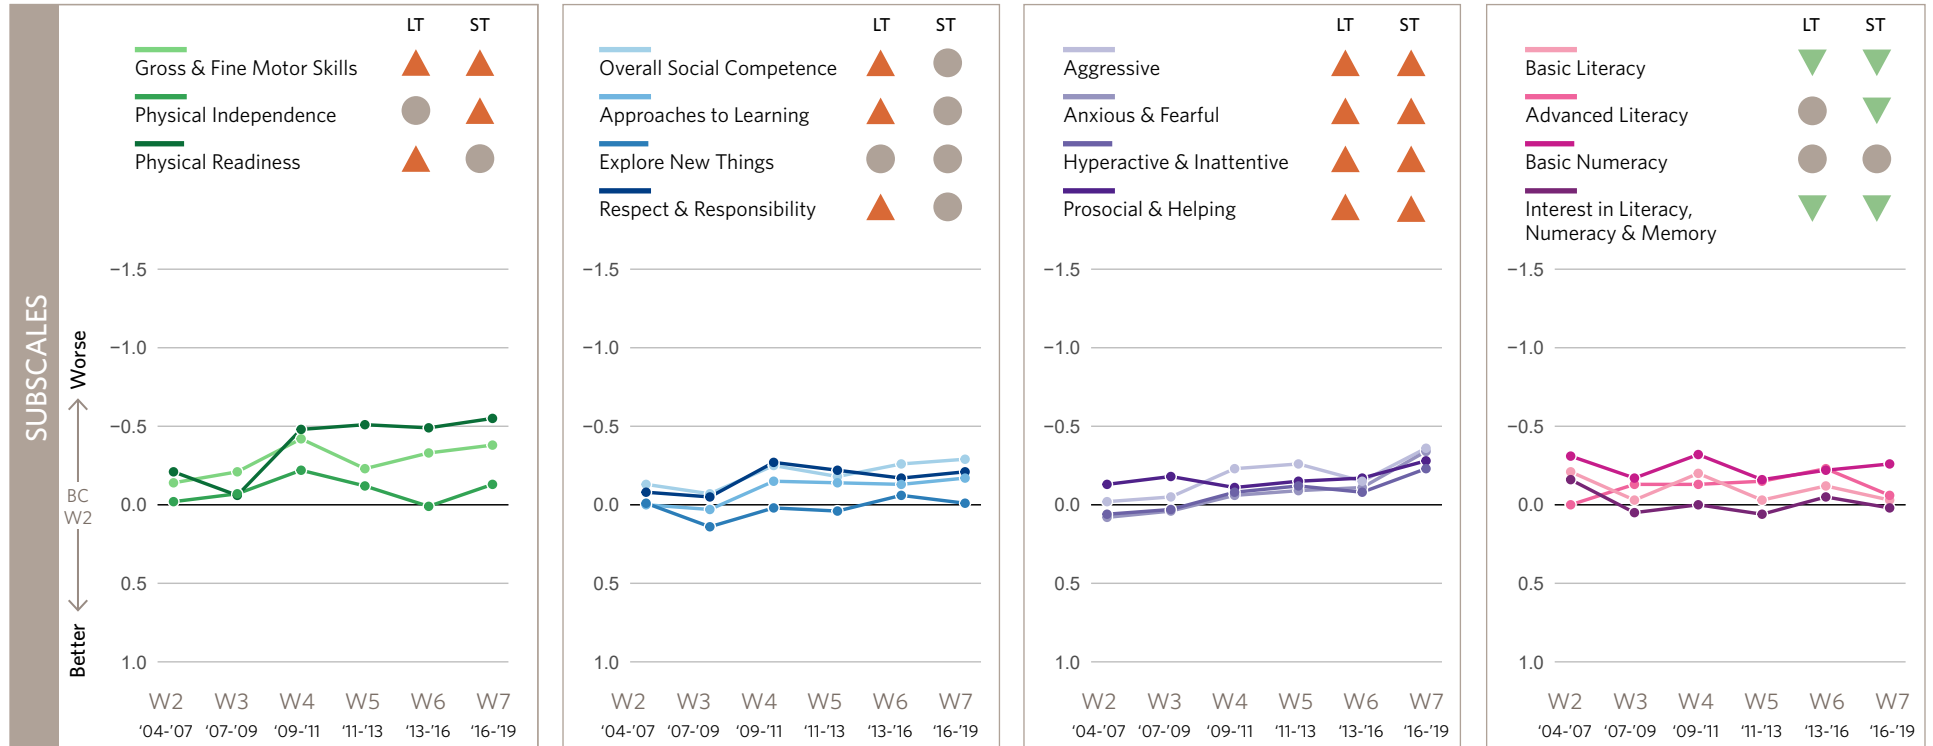 SUBSCALES
LT ST
Gross & Fine Motor Skills
Physical Independence
Physical Readiness
Worse
BC
W2
Better
−1.5
−1.0
−0.5
0.0
0.5
1.0
W2 W3 W4 W5 W6 W7
‘04-’07 ‘07-’09 ‘09-’11 ‘11-’13 ‘13-’16 ‘16-’19
LT ST
Overall Social Competence
Approaches to Learning
Explore New Things
Respect & Responsibility
−1.5
−1.0
−0.5
0.0
0.5
1.0
W2 W3 W4 W5 W6 W7
‘04-’07 ‘07-’09 ‘09-’11 ‘11-’13 ‘13-’16 ‘16-’19
LT ST
Aggressive
Anxious & Fearful
Hyperactive & Inattentive
Prosocial & Helping
−1.5
−1.0
−0.5
0.0
0.5
1.0
W2 W3 W4 W5 W6 W7
‘04-’07 ‘07-’09 ‘09-’11 ‘11-’13 ‘13-’16 ‘16-’19
LT ST
Basic Literacy
Advanced Literacy
Basic Numeracy
Interest in Literacy,
Numeracy & Memory
−1.5
−1.0
−0.5
0.0
0.5
1.0
W2 W3 W4 W5 W6 W7
‘04-’07 ‘07-’09 ‘09-’11 ‘11-’13 ‘13-’16 ‘16-’19